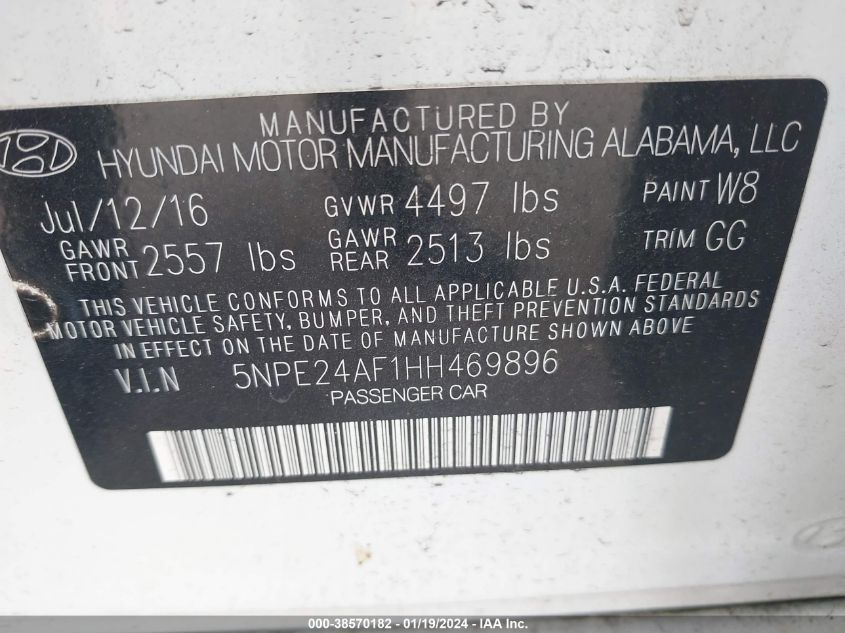 MANUFACTURED BY
HYUNDAI MOTOR MANUFACTURING ALABAMA, LLC
Jul/12/16 GVWR 4497 lbs PAINT W8
GAWR FRONT 2557 lbs GAWR REAR 2513 lbs TRIM GG
THIS VEHICLE CONFORMS TO ALL APPLICABLE U.S.A. FEDERAL
MOTOR VEHICLE SAFETY, BUMPER, AND THEFT PREVENTION STANDARDS
IN EFFECT ON THE DATE OF MANUFACTURE SHOWN ABOVE
V.I.N 5NPE24AF1HH469896
PASSENGER CAR
000-38570182 - 01/19/2024 - IAA Inc.